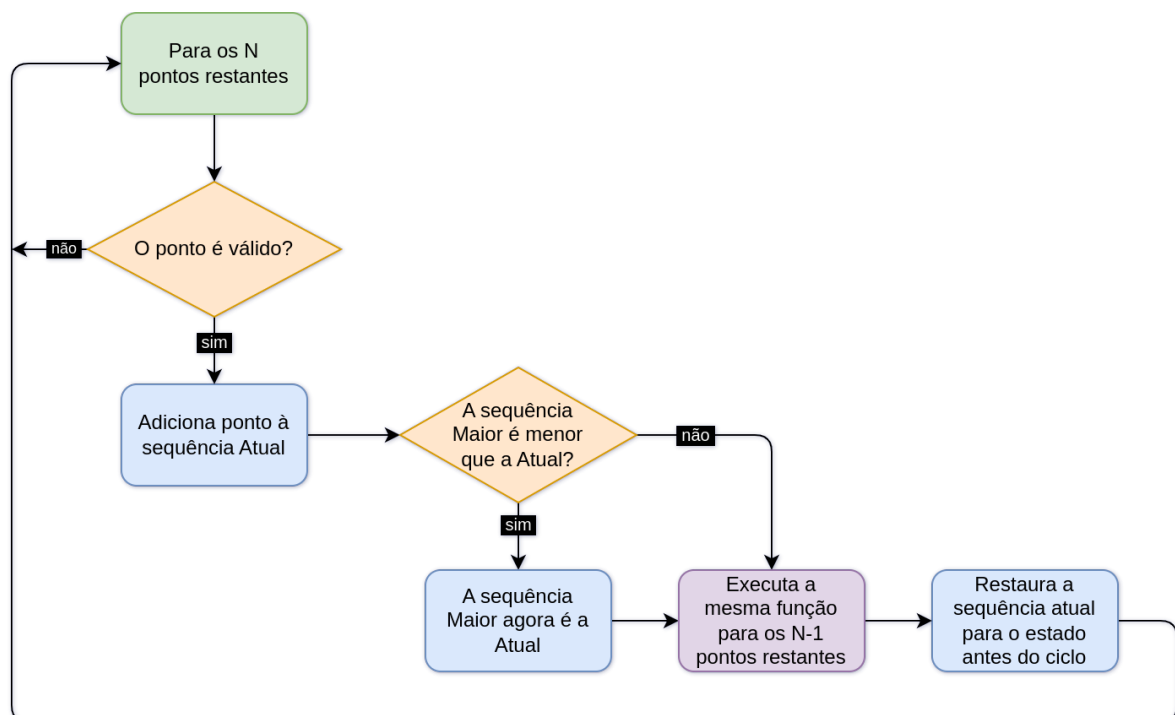 Para os N
pontos restantes
O ponto é válido?
não
sim
Adiciona ponto à
sequência Atual
A sequência
Maior é menor
que a Atual?
não
sim
A sequência
Maior agora é a
Atual
Executa a
mesma função
para os N-1
pontos restantes
Restaura a
sequência atual
para o estado
antes do ciclo